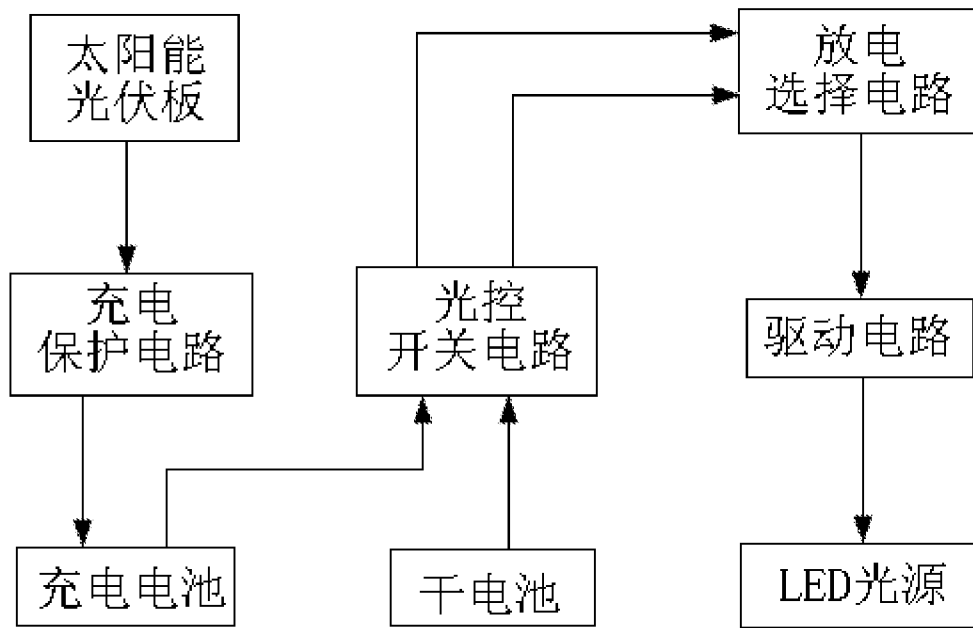 太阳能
光伏板
充电
保护电路
充电电池
光控
开关电路
干电池
放电
选择电路
驱动电路
LED光源